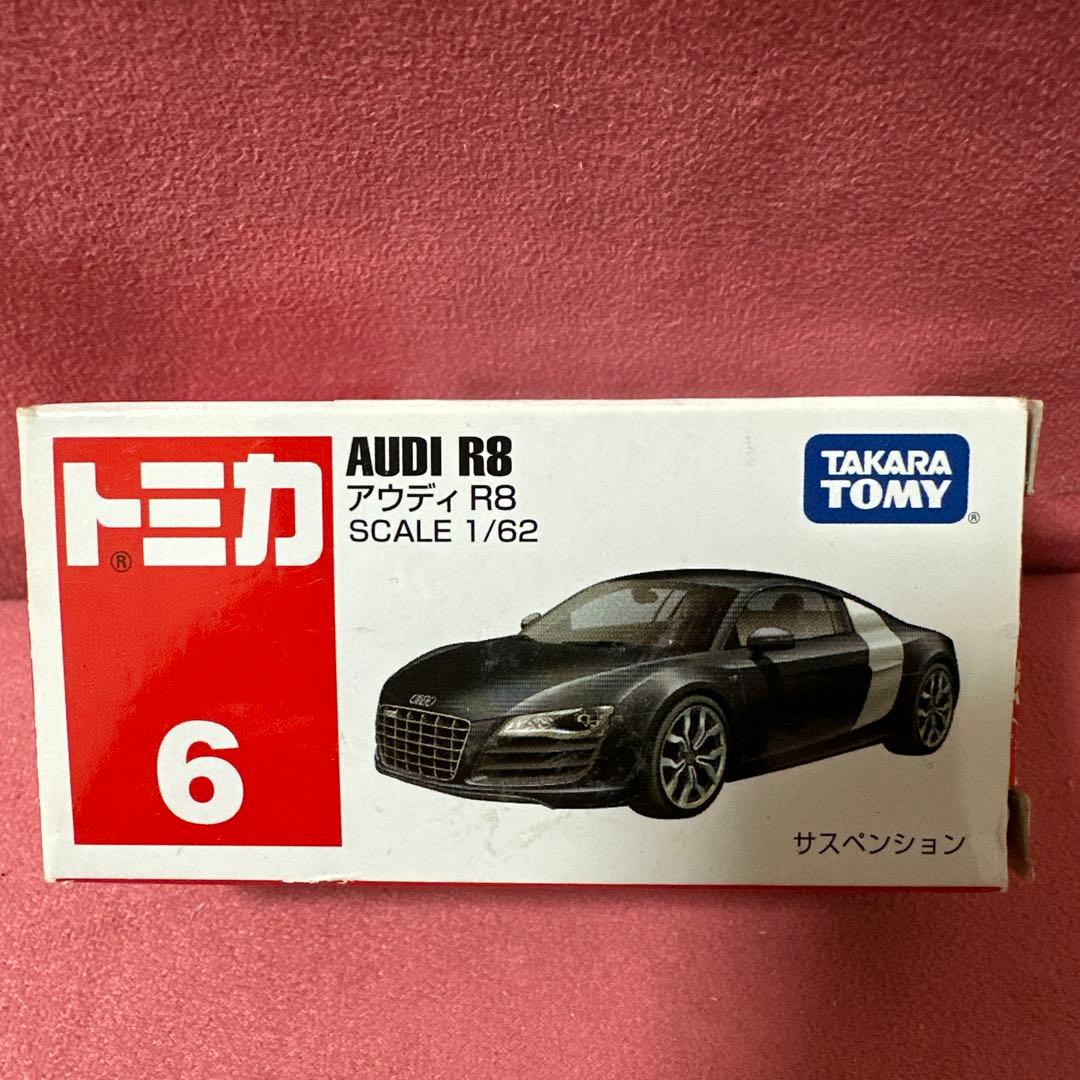 トミカ
®
6
AUDI R8
アウディ R8
SCALE 1/62
TAKARA
TOMY
®
サスペンション